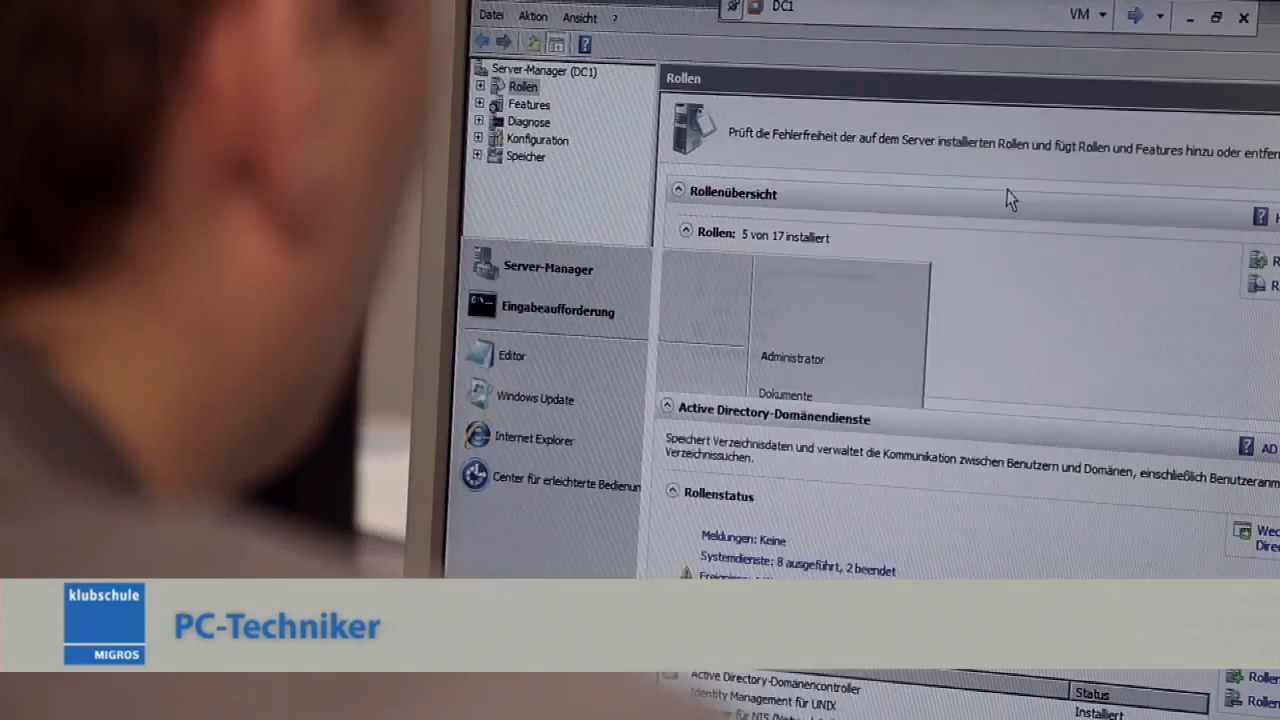 DC1
VM
Datei Aktion Ansicht ?
Server-Manager (DC1)
Rollen
Features
Diagnose
Konfiguration
Speicher
Rollen
Prüft die Fehlerfreiheit der auf dem Server installierten Rollen und fügt Rollen und Features hinzu oder entfern
Rollenübersicht
Rollen: 5 von 17 installiert
Server-Manager
Eingabeaufforderung
Editor
Windows Update
Internet Explorer
Center für erleichterte Bedienun
Administrator
Dokumente
Active Directory-Domänendienste
AD
Speichert Verzeichnisdaten und verwaltet die Kommunikation zwischen Benutzern und Domänen, einschließlich Benutzeranm
Verzeichnissuchen.
Rollenstatus
Meldungen: Keine
Systemdienste: 8 ausgeführt, 2 beendet
klubschule
MIGROS
PC-Techniker
Active Directory-Domänencontroller
Status
Identity Management für UNIX
Installiert
Rollen
Rollen